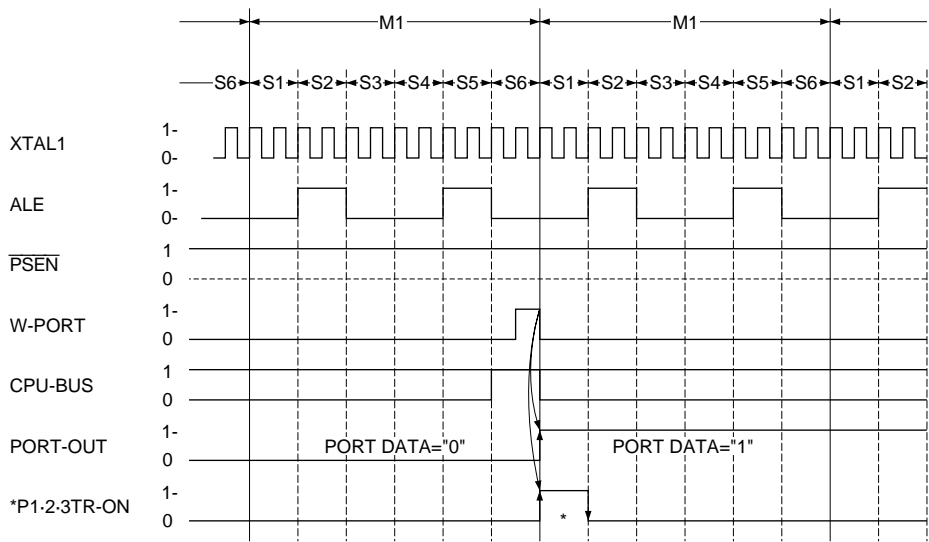 M1 M1
S6 S1 S2 S3 S4 S5 S6 S1 S2 S3 S4 S5 S6 S1 S2
XTAL1 1-
0-
ALE 1-
0-
PSEN 1
0
W-PORT 1-
0
CPU-BUS 1
0
PORT-OUT 1-
0 PORT DATA="0" PORT DATA="1"
*P1·2·3TR-ON 1-
0 *